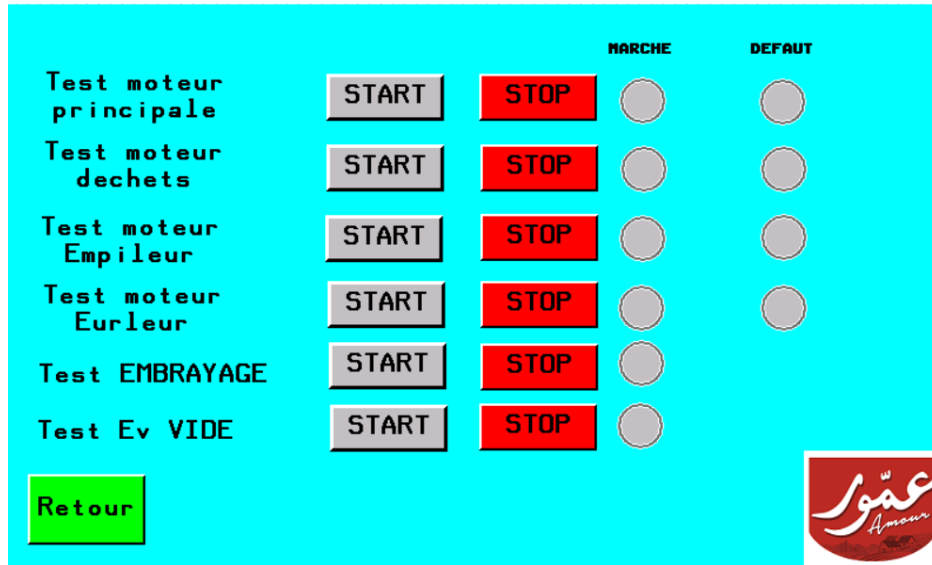 MARCHE DEFAUT
Test moteur
principale
START STOP
Test moteur
dechets
START STOP
Test moteur
Empileur
START STOP
Test moteur
Eurleur
START STOP
Test EMBRAYAGE START STOP
Test Ev VIDE START STOP
Retour
عمّور
Amour